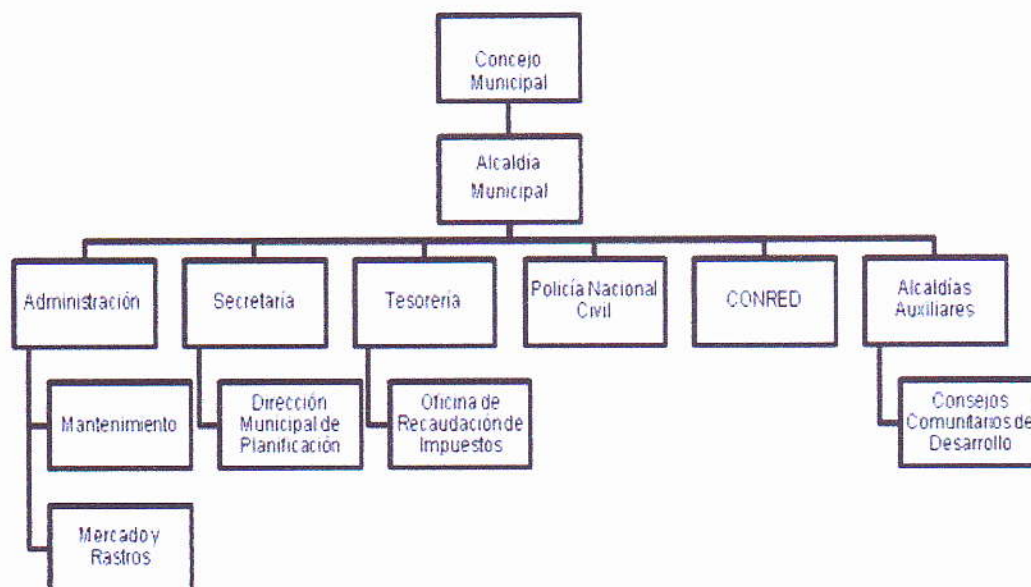 Concejo
Municipal
Alcaldía
Municipal
Administración
Secretaría
Tesorería
Policía Nacional
Civil
CONRED
Alcaldías
Auxiliares
Mantenimiento
Dirección
Municipal de
Planificación
Oficina de
Recaudación de
Impuestos
Consejos
Comunitarios de
Desarrollo
Mercado y
Rastros